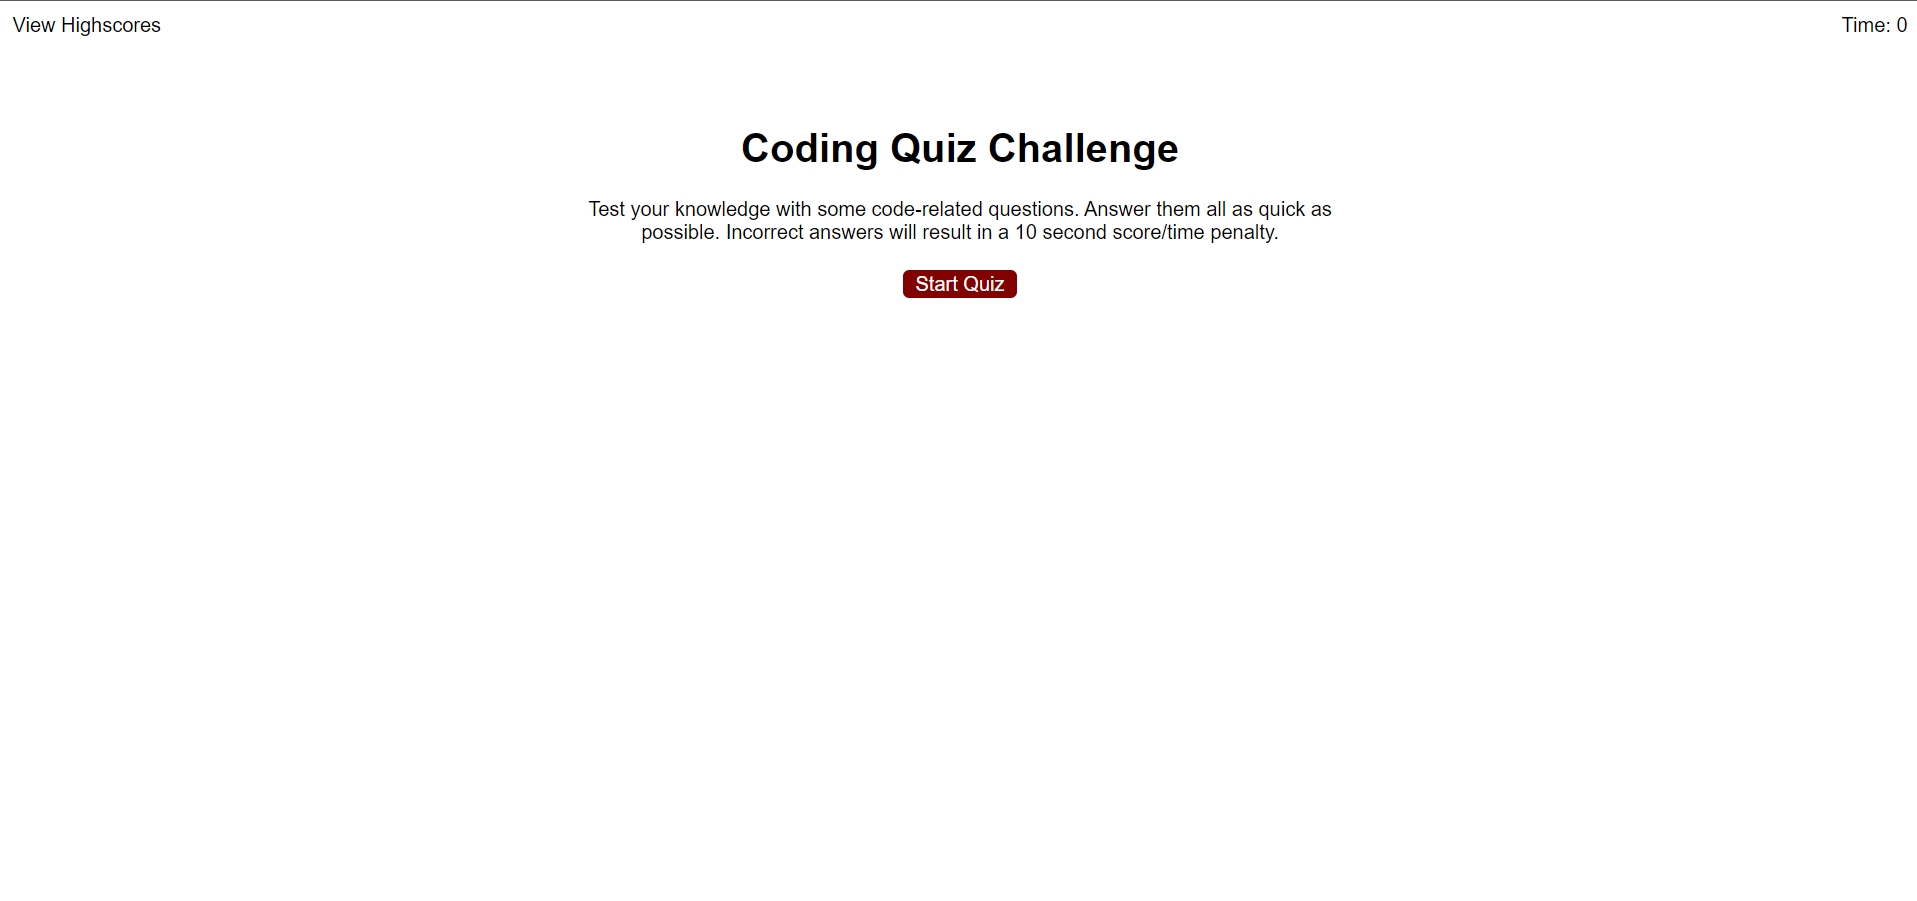 View Highscores
Time: 0
Coding Quiz Challenge
Test your knowledge with some code-related questions. Answer them all as quick as
possible. Incorrect answers will result in a 10 second score/time penalty.
Start Quiz